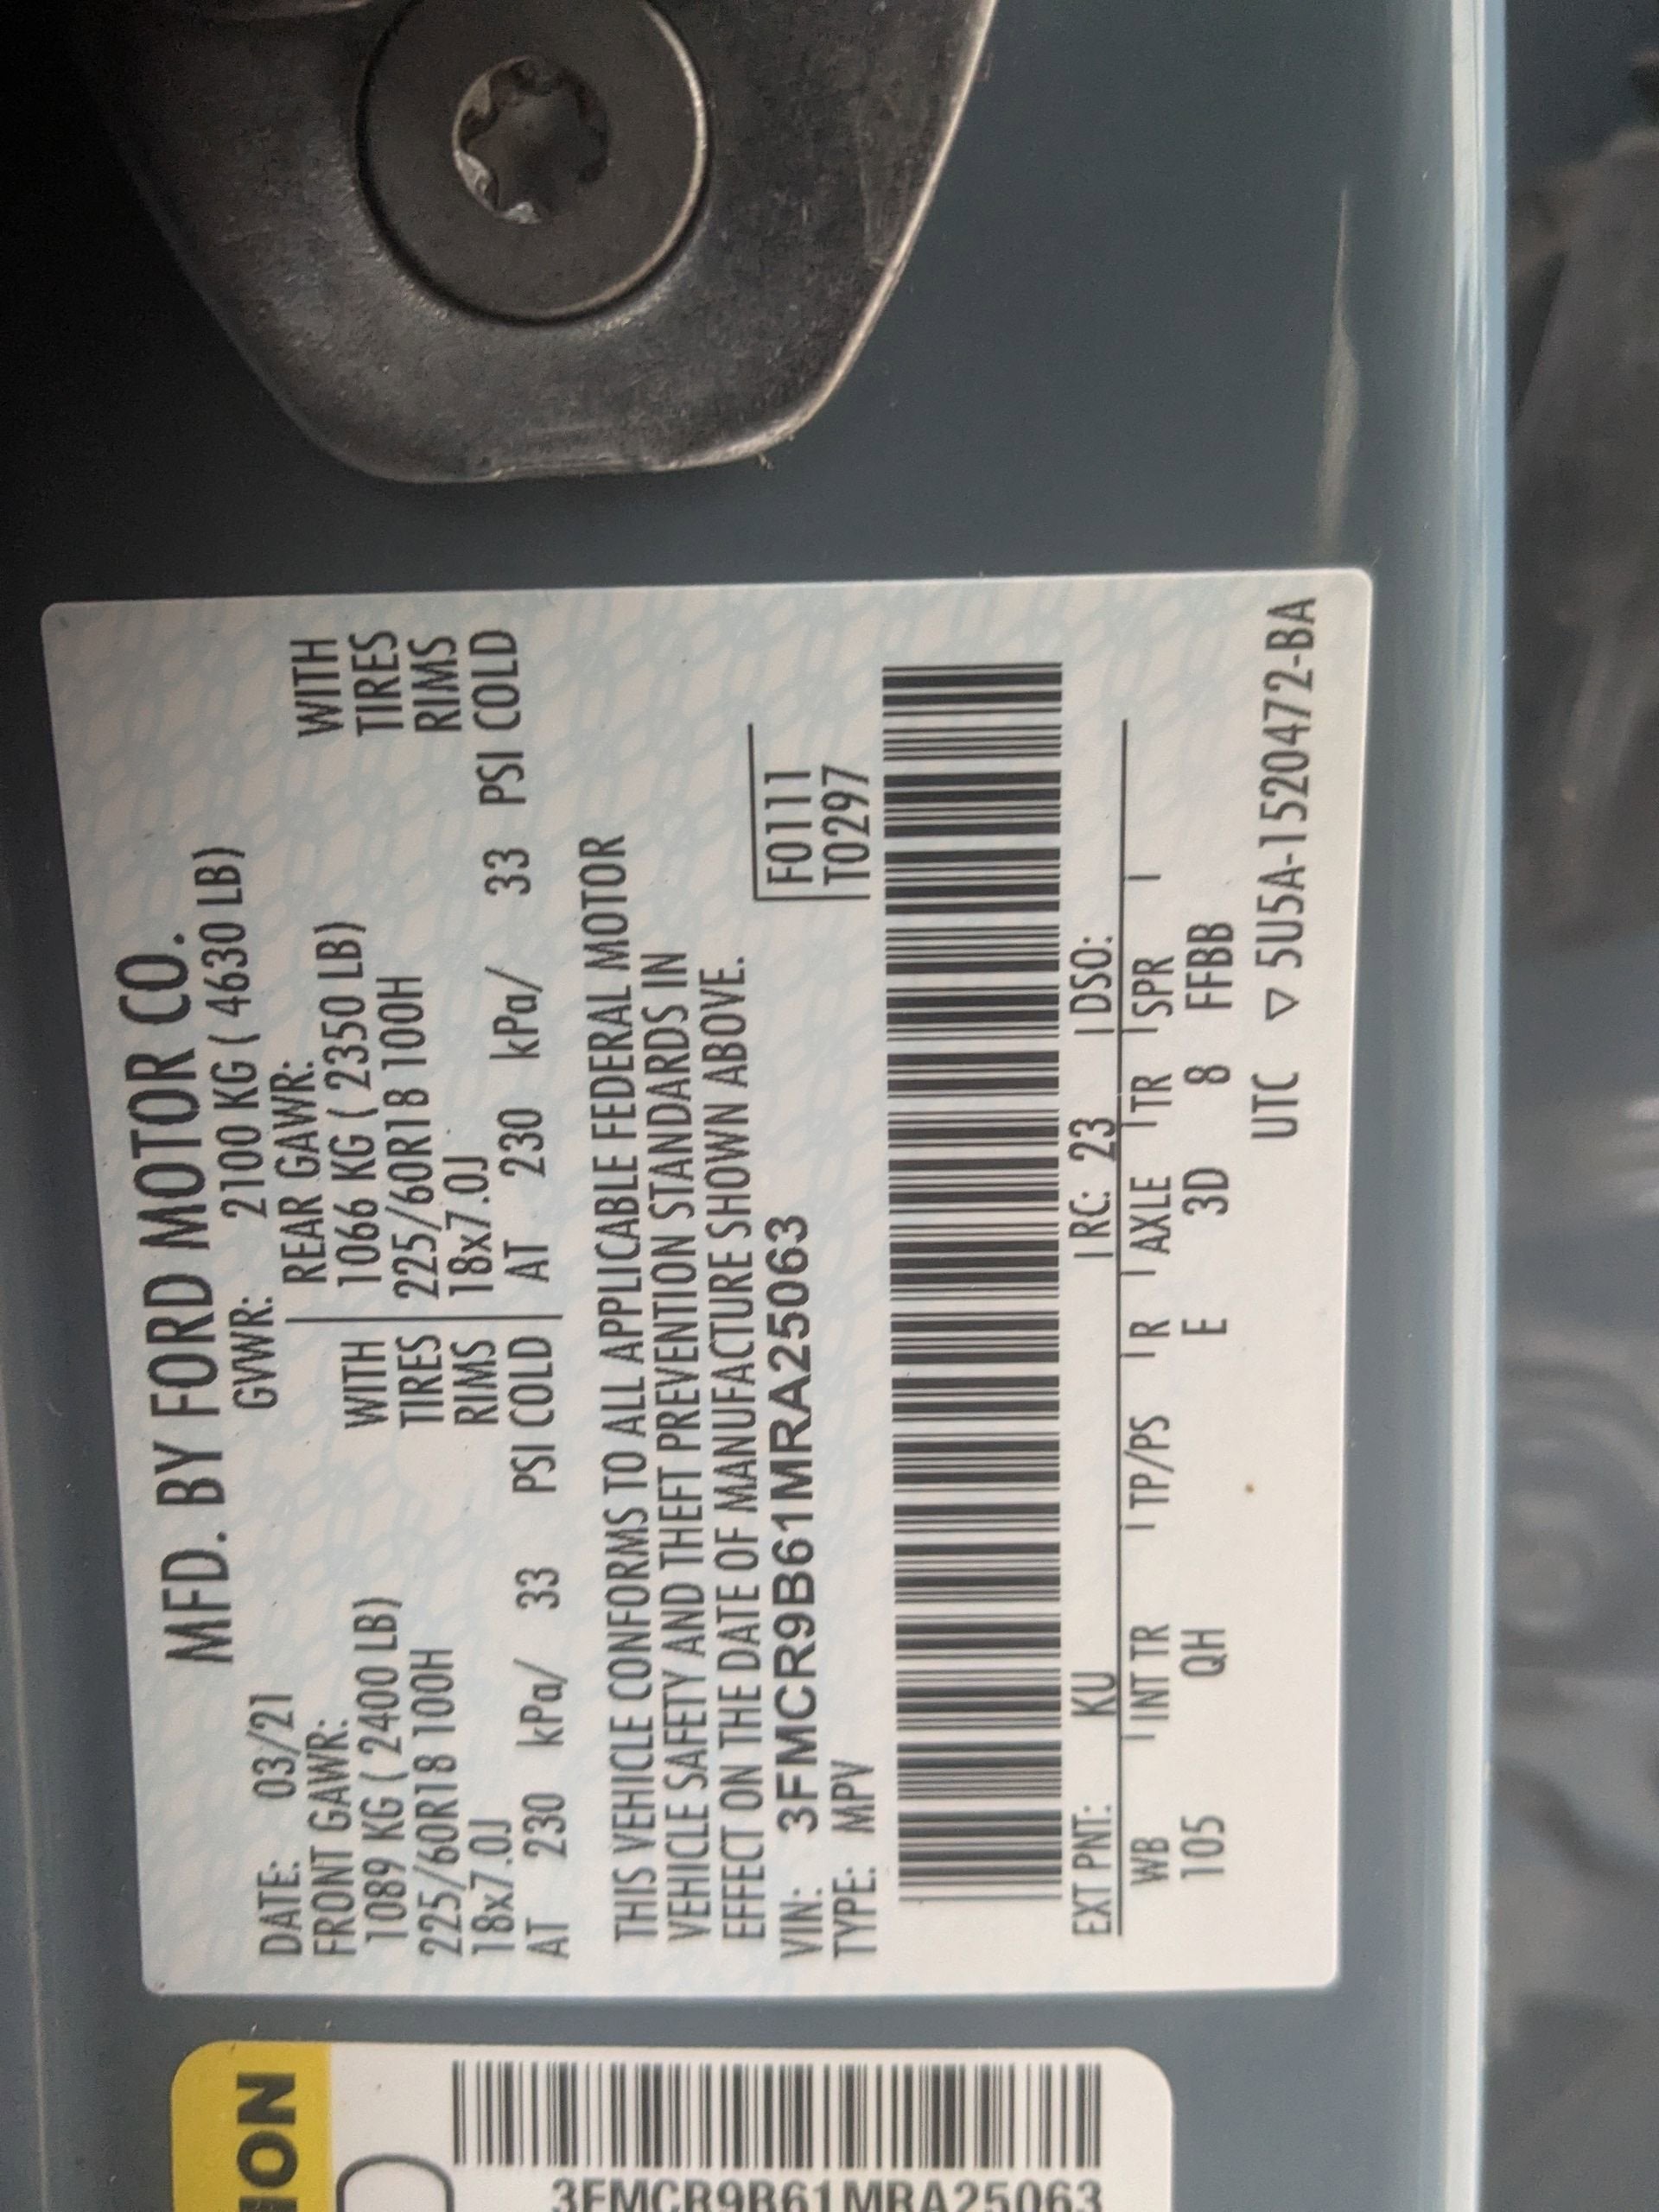 MFD. BY FORD MOTOR CO.
DATE: 03/21 GVWR: 2100 KG ( 4630 LB)
FRONT GAWR: REAR GAWR:
1089 KG ( 2400 LB) WITH 1066 KG ( 2350 LB) WITH
225/60R18 100H TIRES 225/60R18 100H TIRES
18x7.0J RIMS 18x7.0J RIMS
AT 230 kPa/ 33 PSI COLD AT 230 kPa/ 33 PSI COLD
THIS VEHICLE CONFORMS TO ALL APPLICABLE FEDERAL MOTOR
VEHICLE SAFETY AND THEFT PREVENTION STANDARDS IN
EFFECT ON THE DATE OF MANUFACTURE SHOWN ABOVE.
VIN: 3FMCR9B61MRA25063 F0111
TYPE: MPV T0297
EXT PNT: KU RC: 23 DSO:
WB INT TR TP/PS R AXLE TR SPR
105 QH E 3D 8 FFBB
UTC ▽ 5U5A-1520472-BA
3FMCR9B61MRA25063